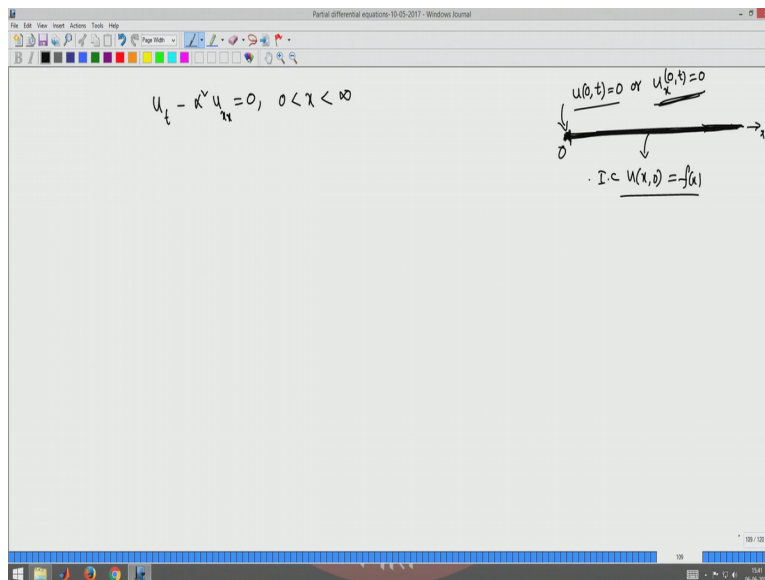 Partial differential equations-10-05-2017 - Windows Journal
File Edit View Insert Actions Tools Help
Page Width
B I
u_t - α² u_xx = 0, 0 < x < ∞
u(0,t)=0 or u_x(0,t)=0
0
x
. I.C u(x,0) = f(x)
109 / 120
109
15:41